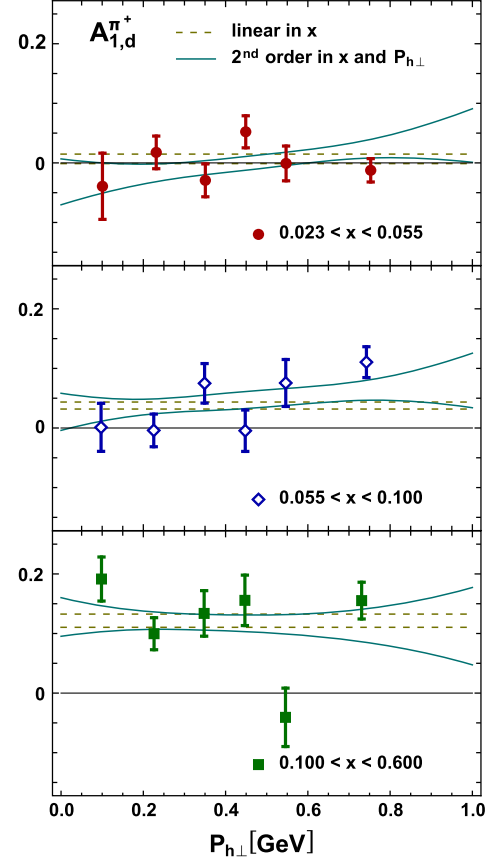 A₁,dπ⁺
linear in x
2ⁿᵈ order in x and Pₕ⊥
0.2
0
0.023 < x < 0.055
0.2
0
0.055 < x < 0.100
0.2
0
0.100 < x < 0.600
0.0 0.2 0.4 0.6 0.8 1.0
Pₕ⊥[GeV]